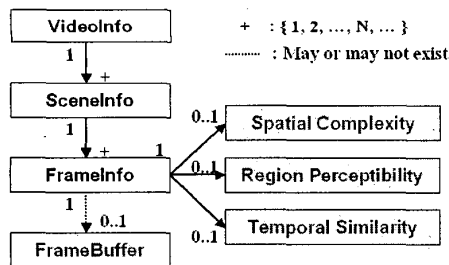 VideoInfo
+ : { 1, 2, ..., N, ... }
1
........ : May or may not exist
+
SceneInfo
1
0..1
Spatial Complexity
+
1
FrameInfo
0..1
Region Perceptibility
1
0..1
0..1
Temporal Similarity
FrameBuffer